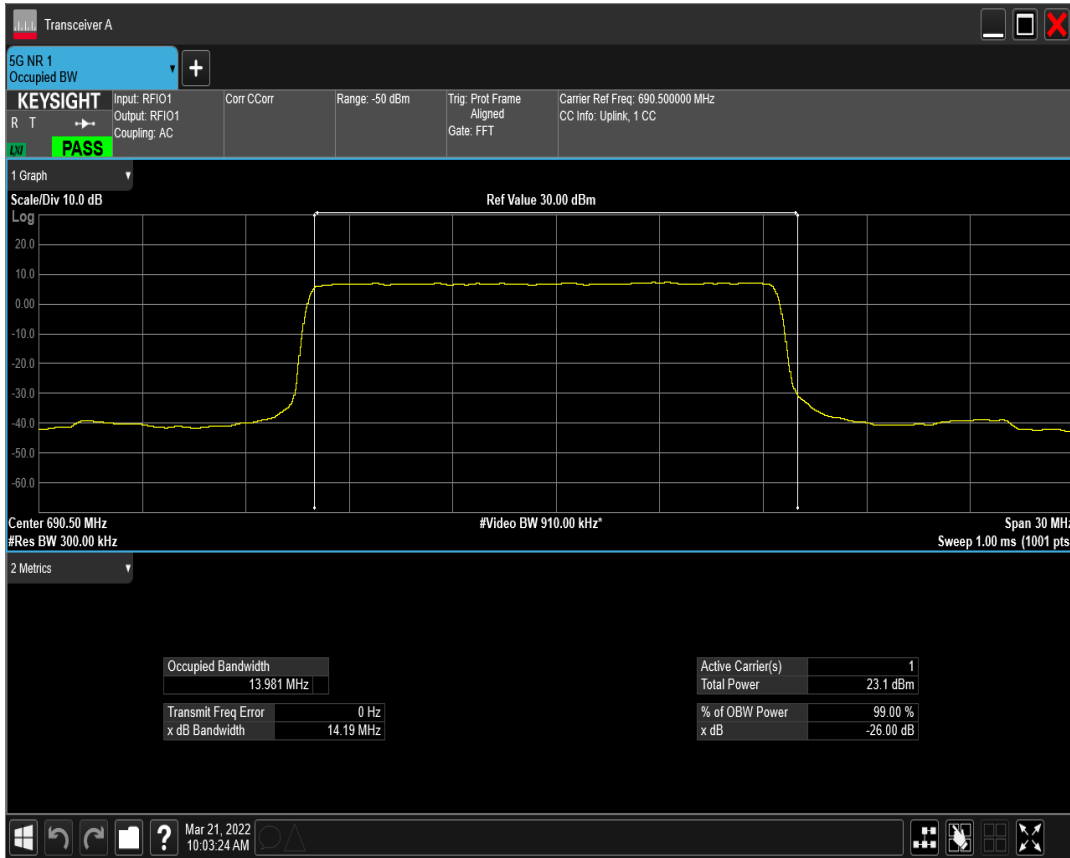 Transceiver A
5G NR 1
Occupied BW
KEYSIGHT
R T
LXI
PASS
Input: RFIO1
Output: RFIO1
Coupling: AC
Corr CCorr
Range: -50 dBm
Trig: Prot Frame
Aligned
Gate: FFT
Carrier Ref Freq: 690.500000 MHz
CC Info: Uplink, 1 CC
1 Graph
Scale/Div 10.0 dB
Ref Value 30.00 dBm
Log
20.0
10.0
0.00
-10.0
-20.0
-30.0
-40.0
-50.0
-60.0
Center 690.50 MHz
#Video BW 910.00 kHz*
Span 30 MHz
#Res BW 300.00 kHz
Sweep 1.00 ms (1001 pts
2 Metrics
Occupied Bandwidth
13.981 MHz
Transmit Freq Error 0 Hz
x dB Bandwidth 14.19 MHz
Active Carrier(s) 1
Total Power 23.1 dBm
% of OBW Power 99.00 %
x dB -26.00 dB
?
Mar 21, 2022
10:03:24 AM